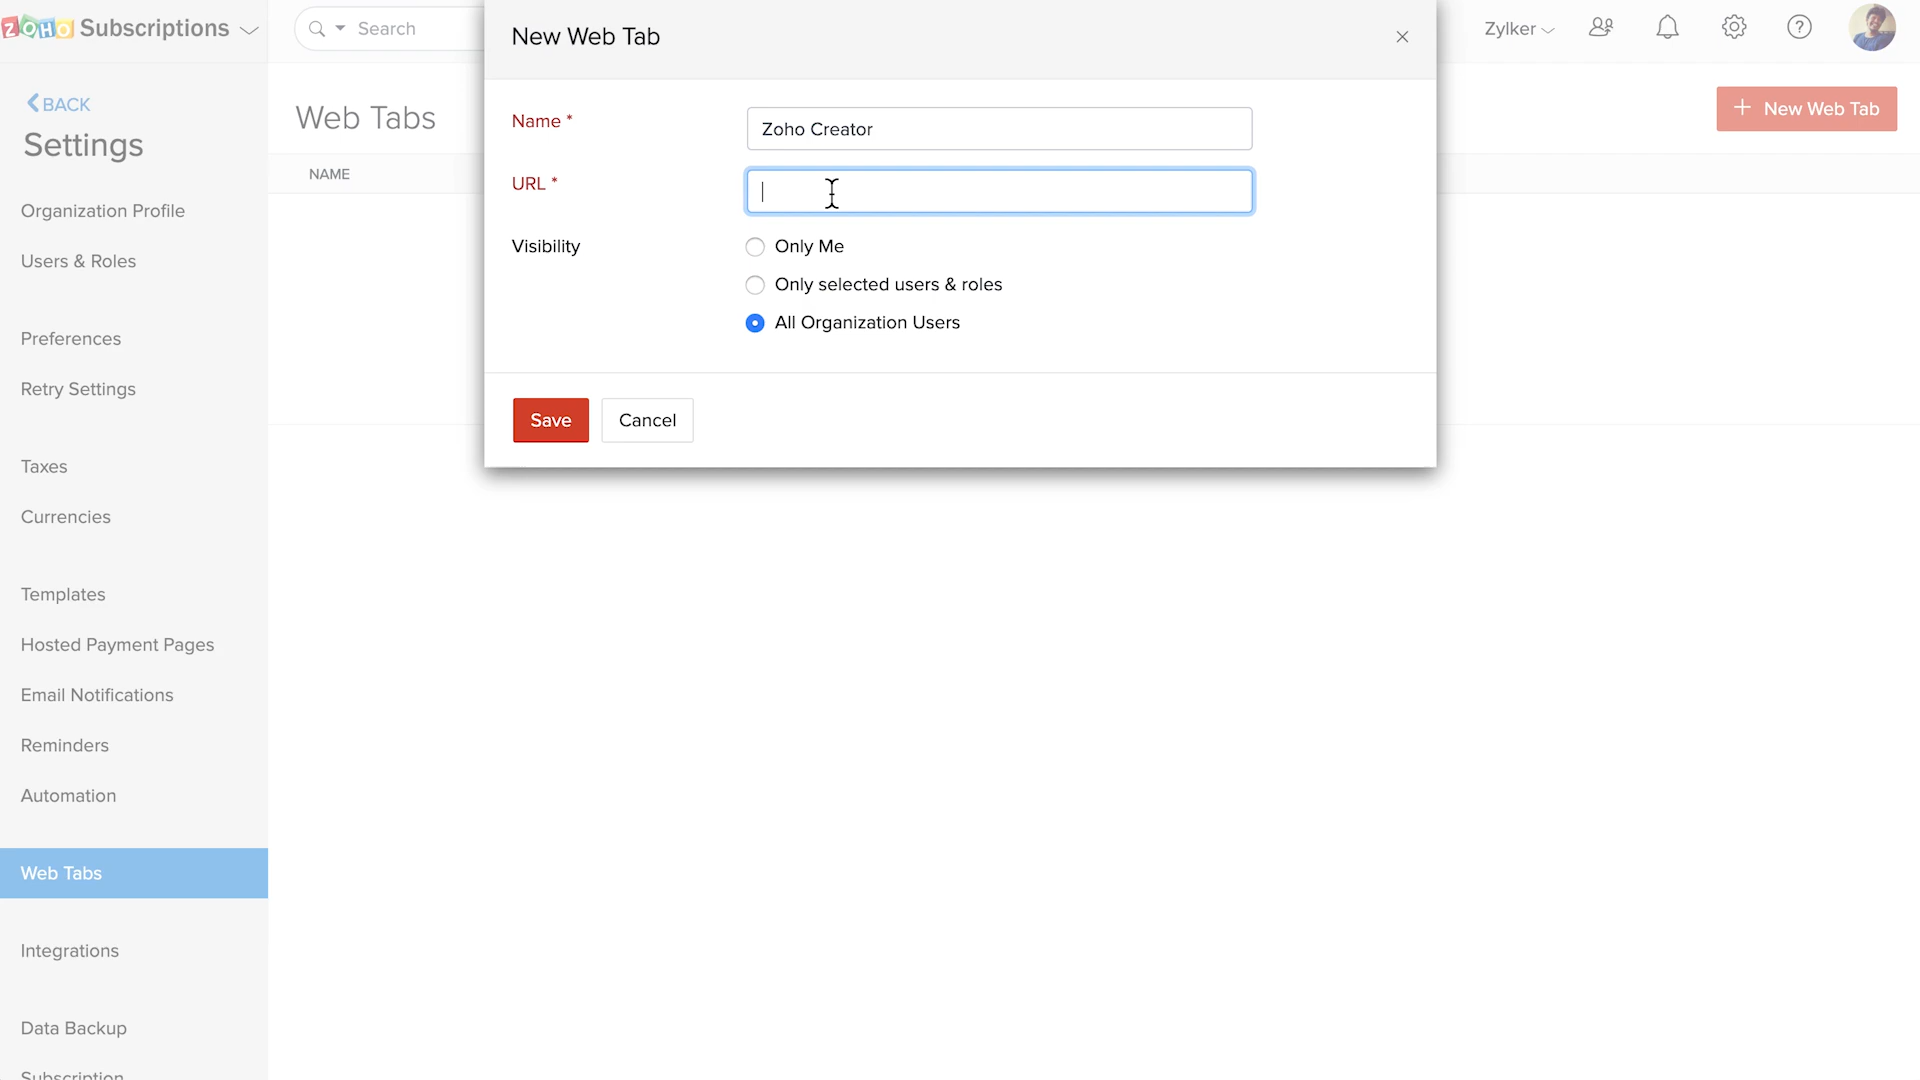 ZOHO Subscriptions
Search
New Web Tab
Zylker
BACK
Settings
Organization Profile
Users & Roles
Preferences
Retry Settings
Taxes
Currencies
Templates
Hosted Payment Pages
Email Notifications
Reminders
Automation
Web Tabs
Integrations
Data Backup
Subscription
Web Tabs
New Web Tab
NAME
Name *
Zoho Creator
URL *
Visibility
Only Me
Only selected users & roles
All Organization Users
Save
Cancel